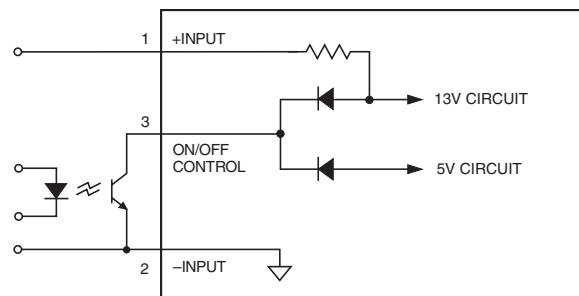 1
+INPUT
13V CIRCUIT
3
ON/OFF
CONTROL
5V CIRCUIT
2
–INPUT